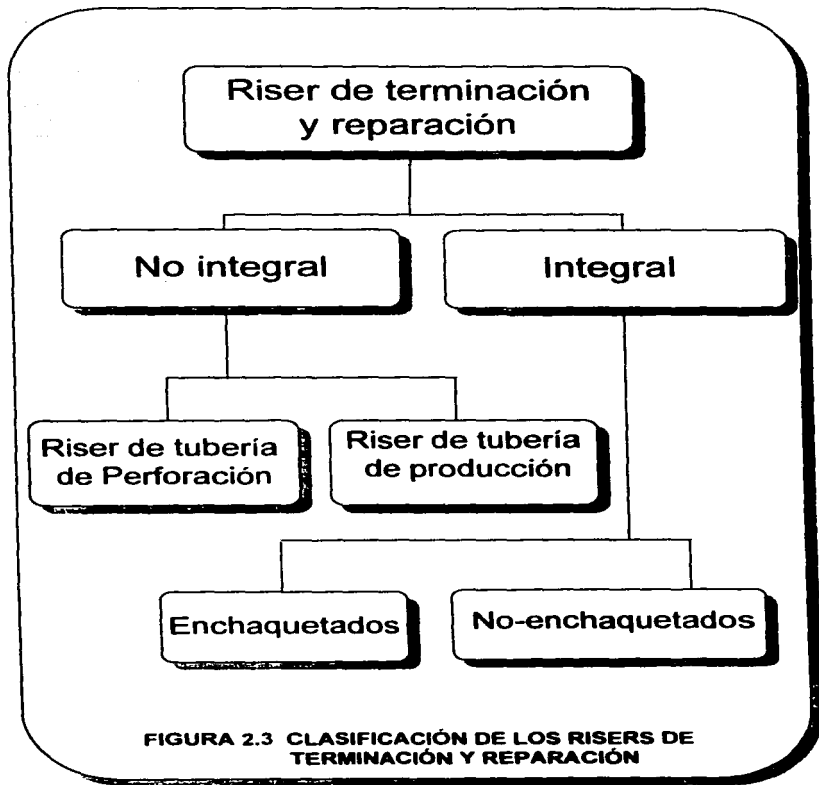 Riser de terminación
y reparación
No integral
Integral
Riser de tubería
de Perforación
Riser de tubería
de producción
Enchaquetados
No-enchaquetados
FIGURA 2.3 CLASIFICACIÓN DE LOS RISERS DE
TERMINACIÓN Y REPARACIÓN